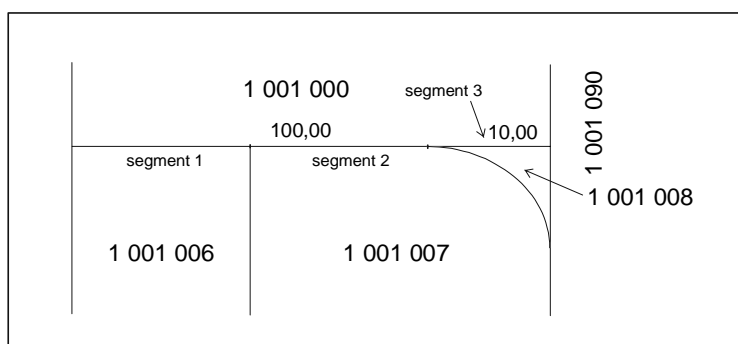 1 001 000
segment 3
1 001 090
100,00
10,00
segment 1
segment 2
1 001 008
1 001 006
1 001 007